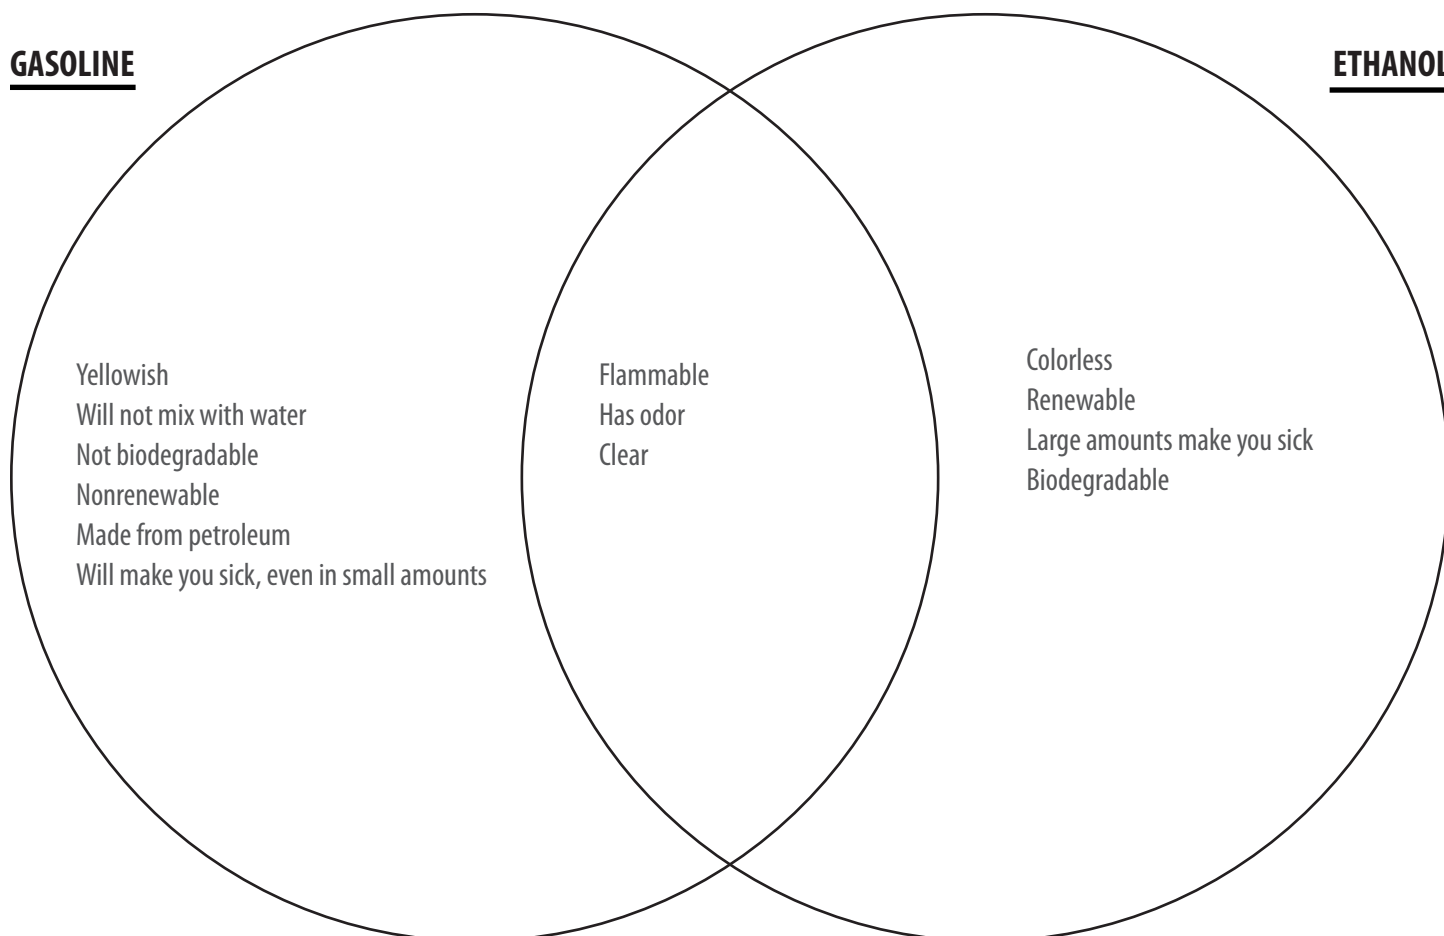 GASOLINE
ETHANOL
Yellowish
Will not mix with water
Not biodegradable
Nonrenewable
Made from petroleum
Will make you sick, even in small amounts
Flammable
Has odor
Clear
Colorless
Renewable
Large amounts make you sick
Biodegradable